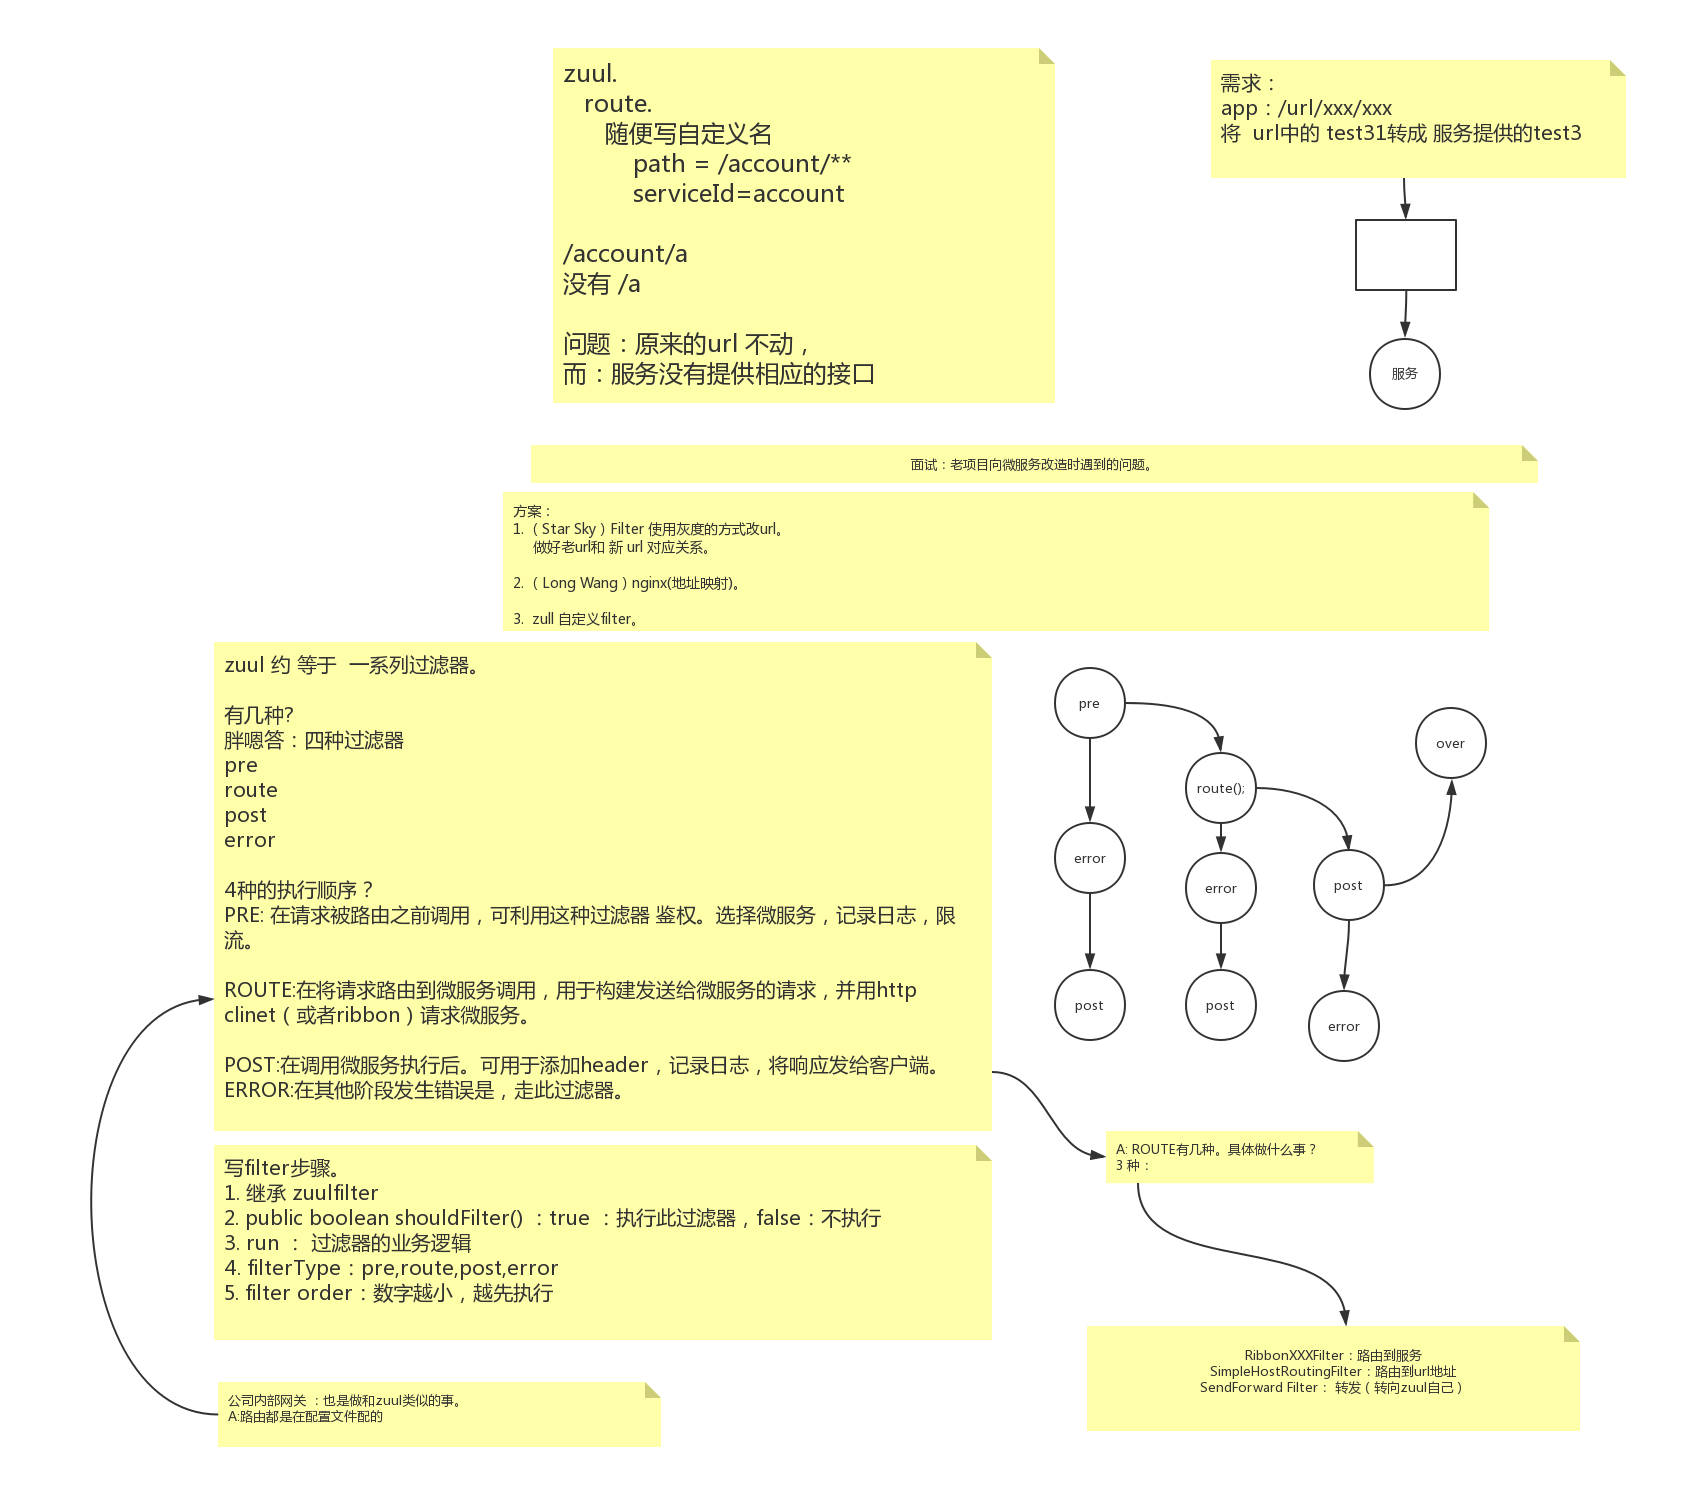 zuul.
route.
随便写自定义名
path = /account/**
serviceId=account
/account/a
没有 /a
问题：原来的url 不动，
而：服务没有提供相应的接口
需求：
app：/url/xxx/xxx
将  url中的 test31转成 服务提供的test3
服务
面试：老项目向微服务改造时遇到的问题。
方案：
1.（Star Sky）Filter 使用灰度的方式改url。
做好老url和 新 url 对应关系。
2.（Long Wang）nginx(地址映射)。
3.  zull 自定义filter。
zuul 约 等于  一系列过滤器。
有几种?
胖嗯答：四种过滤器
pre
route
post
error
4种的执行顺序？
PRE: 在请求被路由之前调用，可利用这种过滤器 鉴权。选择微服务，记录日志，限
流。
ROUTE:在将请求路由到微服务调用，用于构建发送给微服务的请求，并用http
clinet（或者ribbon）请求微服务。
POST:在调用微服务执行后。可用于添加header，记录日志，将响应发给客户端。
ERROR:在其他阶段发生错误是，走此过滤器。
pre
over
route();
error
error
post
post
post
error
A: ROUTE有几种。具体做什么事？
3 种：
写filter步骤。
1. 继承 zuulfilter
2. public boolean shouldFilter() ：true ：执行此过滤器，false：不执行
3. run ： 过滤器的业务逻辑
4. filterType：pre,route,post,error
5. filter order：数字越小，越先执行
RibbonXXXFilter：路由到服务
SimpleHostRoutingFilter：路由到url地址
SendForward Filter： 转发（转向zuul自己）
公司内部网关 ：也是做和zuul类似的事。
A:路由都是在配置文件配的